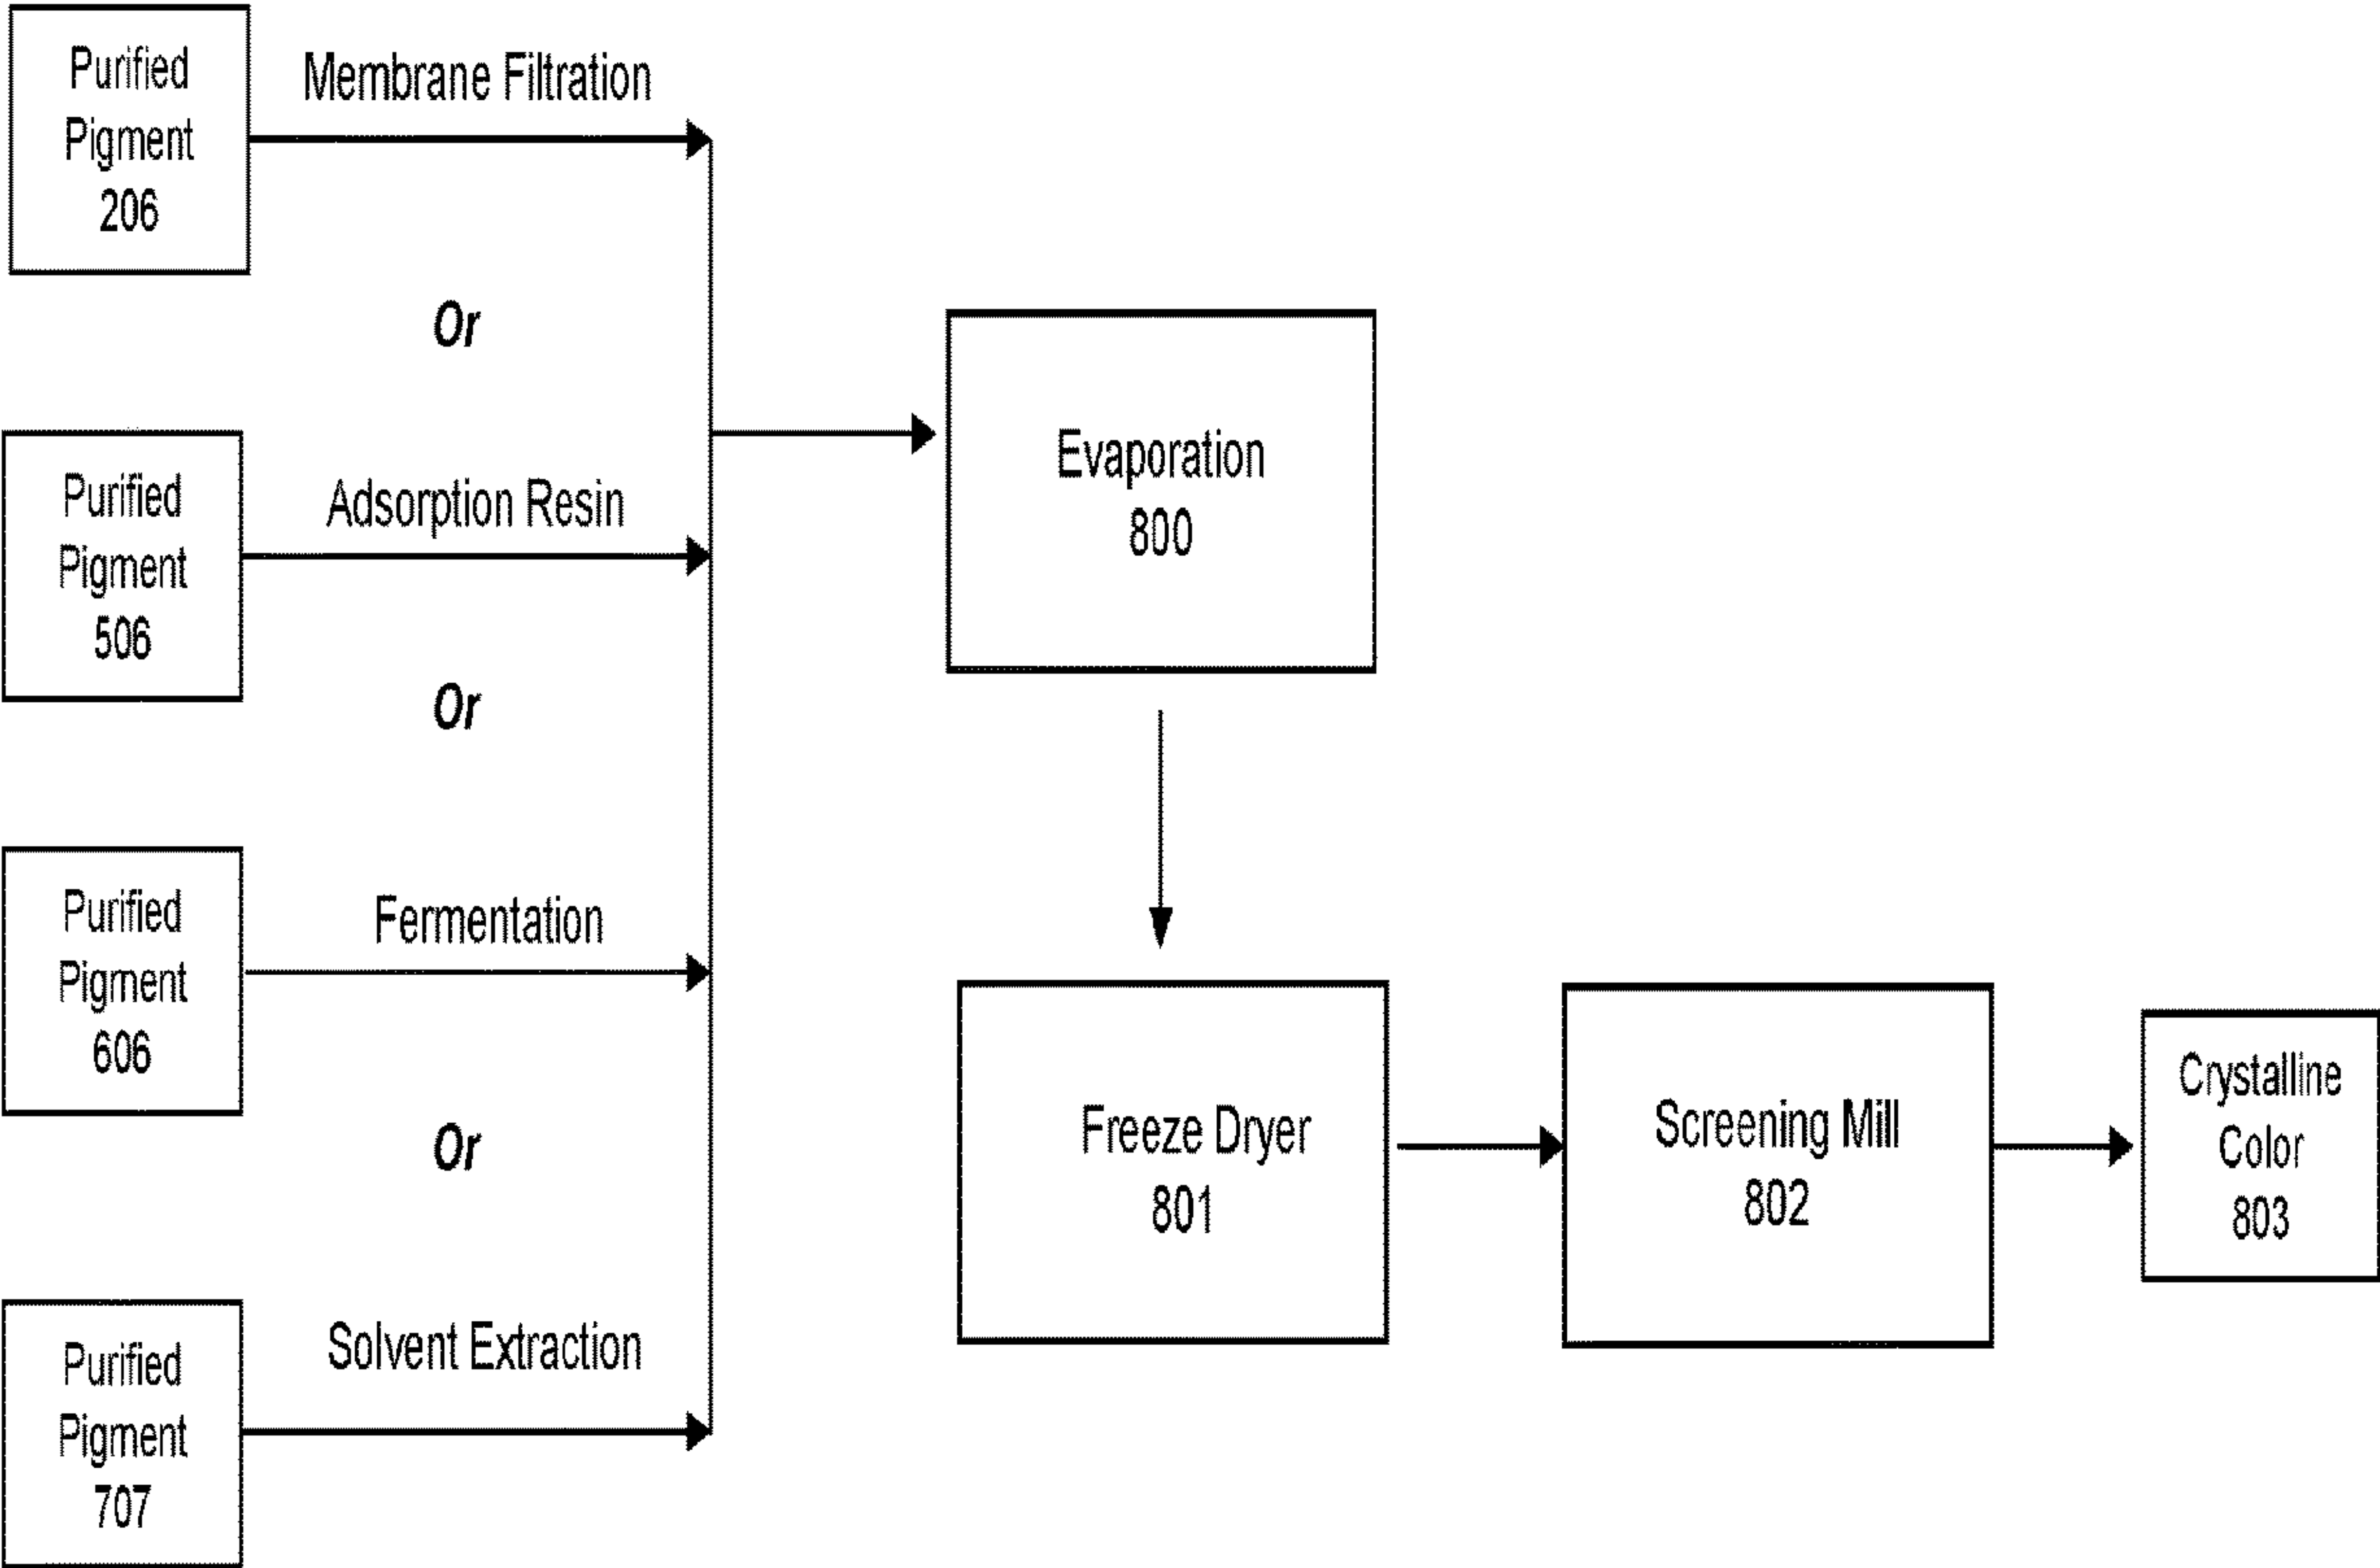 Purified
Pigment
206
Membrane Filtration
Or
Purified
Pigment
506
Adsorption Resin
Or
Purified
Pigment
606
Fermentation
Or
Purified
Pigment
707
Solvent Extraction
Evaporation
800
Freeze Dryer
801
Screening Mill
802
Crystalline
Color
803